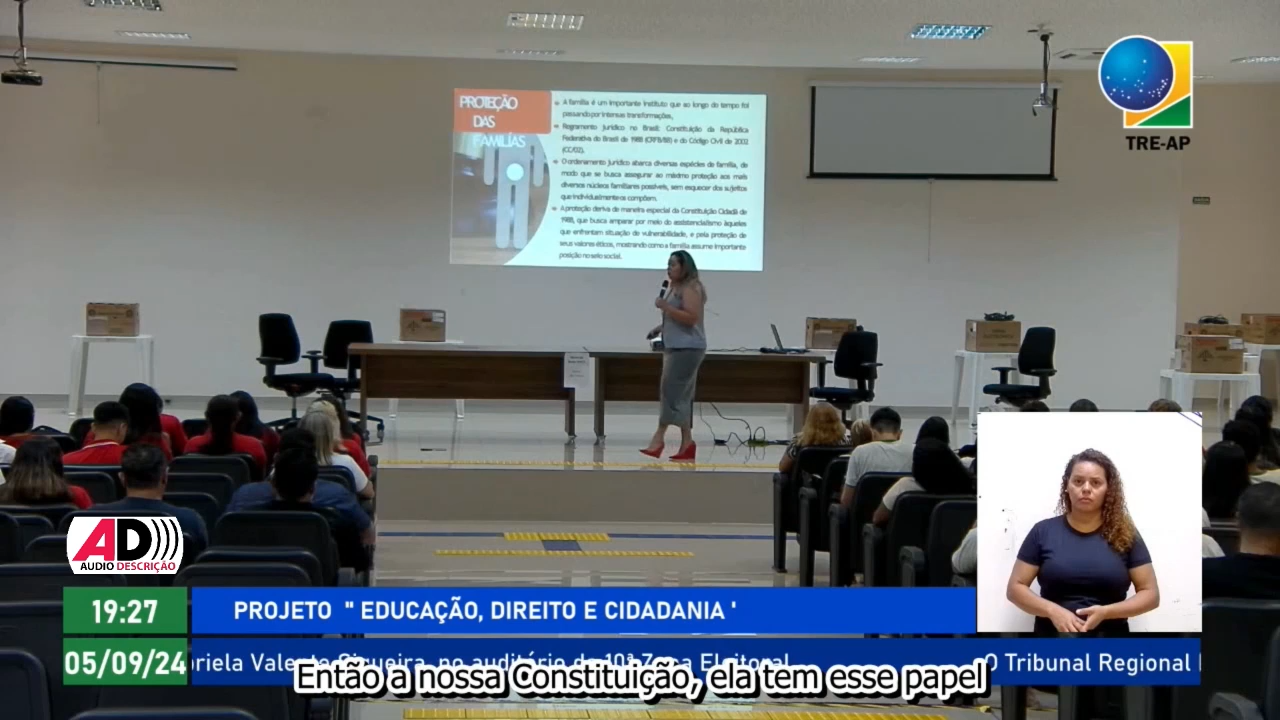 TRE-AP
PROTEÇÃO
DAS
FAMÍLIAS
A família é um importante instituto que ao longo do tempo foi
passando por intensas transformações,
Regramento jurídico no Brasil: Constituição da República
Federativa do Brasil de 1988 (CRFB/88) e do Código Civil de 2002
(CC/02).
O ordenamento jurídico abarca diversas espécies de família, de
modo que se busca assegurar ao máximo proteção aos mais
diversos núcleos familiares possíveis, sem esquecer dos sujeitos
que individualmente os compõem.
A proteção deriva de maneira especial da Constituição Cidadã de
1988, que busca amparar por meio do assistencialismo àqueles
que enfrentam situação de vulnerabilidade, e pela proteção de
seus valores éticos, mostrando como a família assume importante
posição no seio social.
AD
AUDIO DESCRIÇÃO
19:27
PROJETO " EDUCAÇÃO, DIREITO E CIDADANIA '
05/09/24
briela Valente Siqueira, no auditório da 10ª Zona Eleitoral
O Tribunal Regional
Então a nossa Constituição, ela tem esse papel